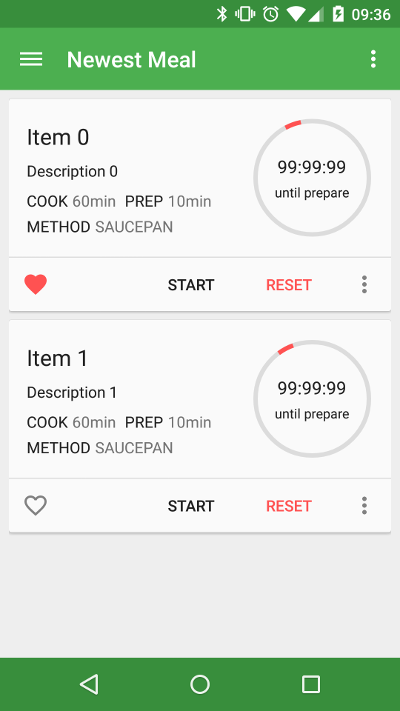 09:36
Newest Meal
Item 0
Description 0
COOK 60min PREP 10min
METHOD SAUCEPAN
99:99:99
until prepare
START RESET
Item 1
Description 1
COOK 60min PREP 10min
METHOD SAUCEPAN
99:99:99
until prepare
START RESET